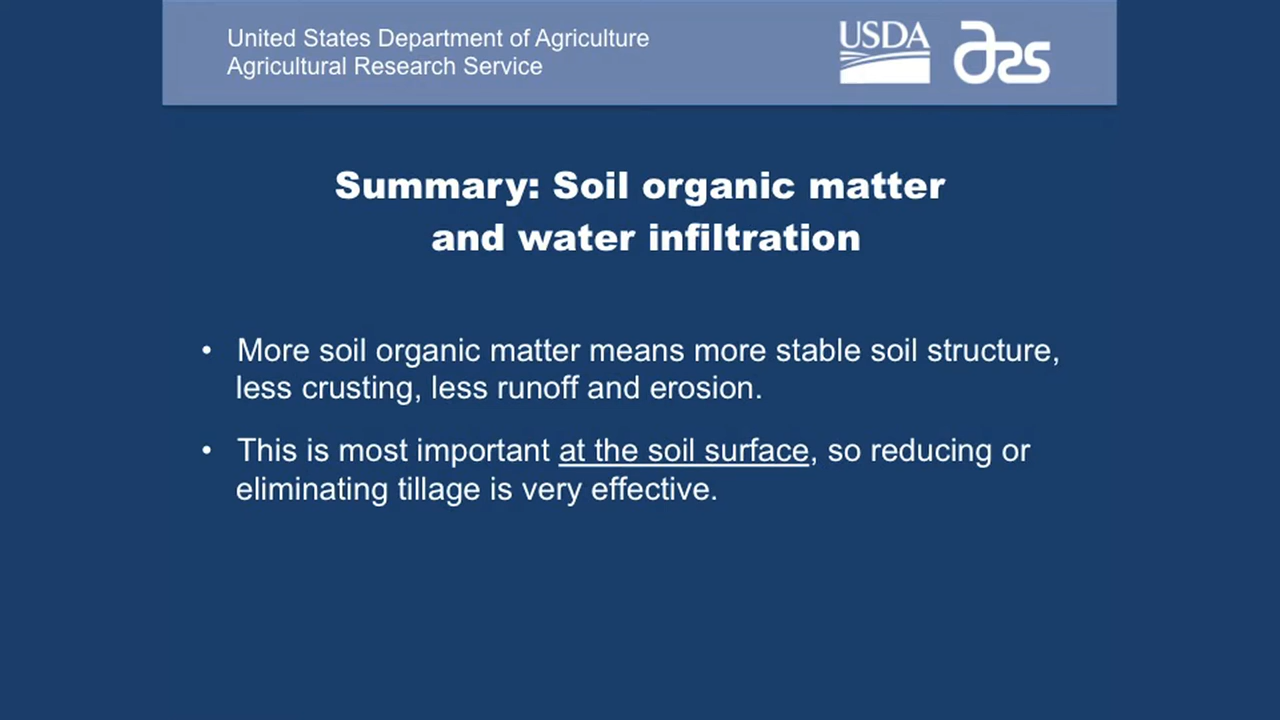 United States Department of Agriculture
Agricultural Research Service
USDA
ars
Summary: Soil organic matter
and water infiltration
• More soil organic matter means more stable soil structure,
less crusting, less runoff and erosion.
• This is most important at the soil surface, so reducing or
eliminating tillage is very effective.